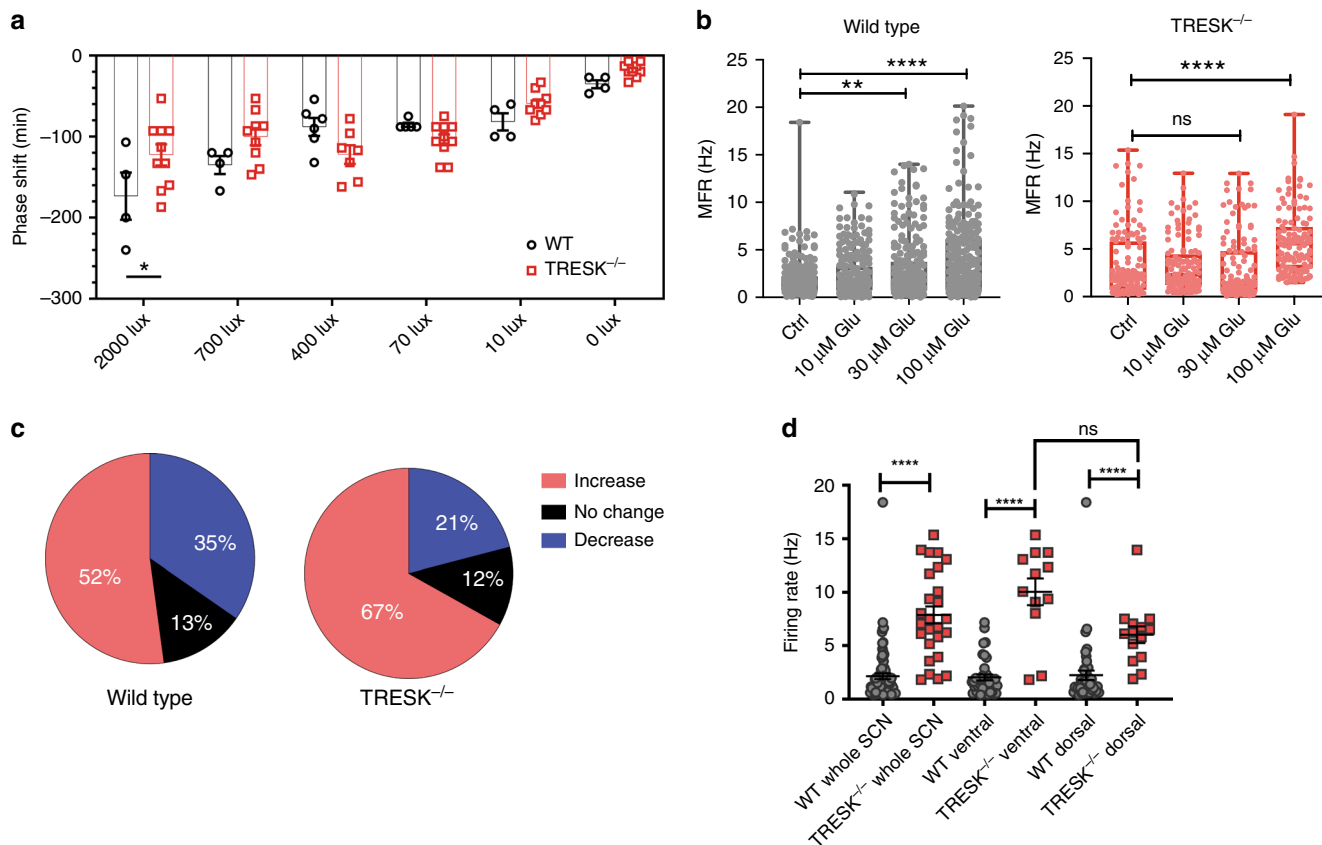 a
0
−100
−200
−300
Phase shift (min)
*
WT
TRESK−/−
2000 lux
700 lux
400 lux
70 lux
10 lux
0 lux
b
Wild type
25
20
15
10
5
0
MFR (Hz)
****
**
Ctrl
10 µM Glu
30 µM Glu
100 µM Glu
TRESK−/−
25
20
15
10
5
0
MFR (Hz)
****
ns
Ctrl
10 µM Glu
30 µM Glu
100 µM Glu
c
35%
52%
13%
Wild type
21%
12%
67%
TRESK−/−
Increase
No change
Decrease
d
ns
****
****
****
20
15
10
5
0
Firing rate (Hz)
WT whole SCN
TRESK−/− whole SCN
WT ventral
TRESK−/− ventral
WT dorsal
TRESK−/− dorsal